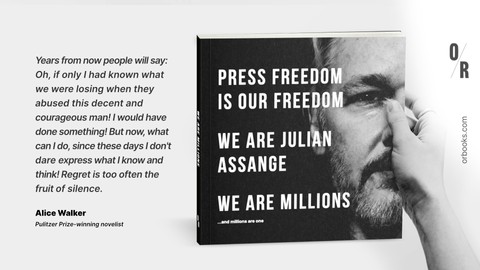 Years from now people will say:
Oh, if only I had known what
we were losing when they
abused this decent and
courageous man! I would have
done something! But now, what
can I do, since these days I don't
dare express what I know and
think! Regret is too often the
fruit of silence.
Alice Walker
Pulitzer Prize-winning novelist
WE ARE MILLIONS
PRESS FREEDOM
IS OUR FREEDOM
WE ARE JULIAN
ASSANGE
WE ARE MILLIONS
...and millions are one
O/R
orbooks.com